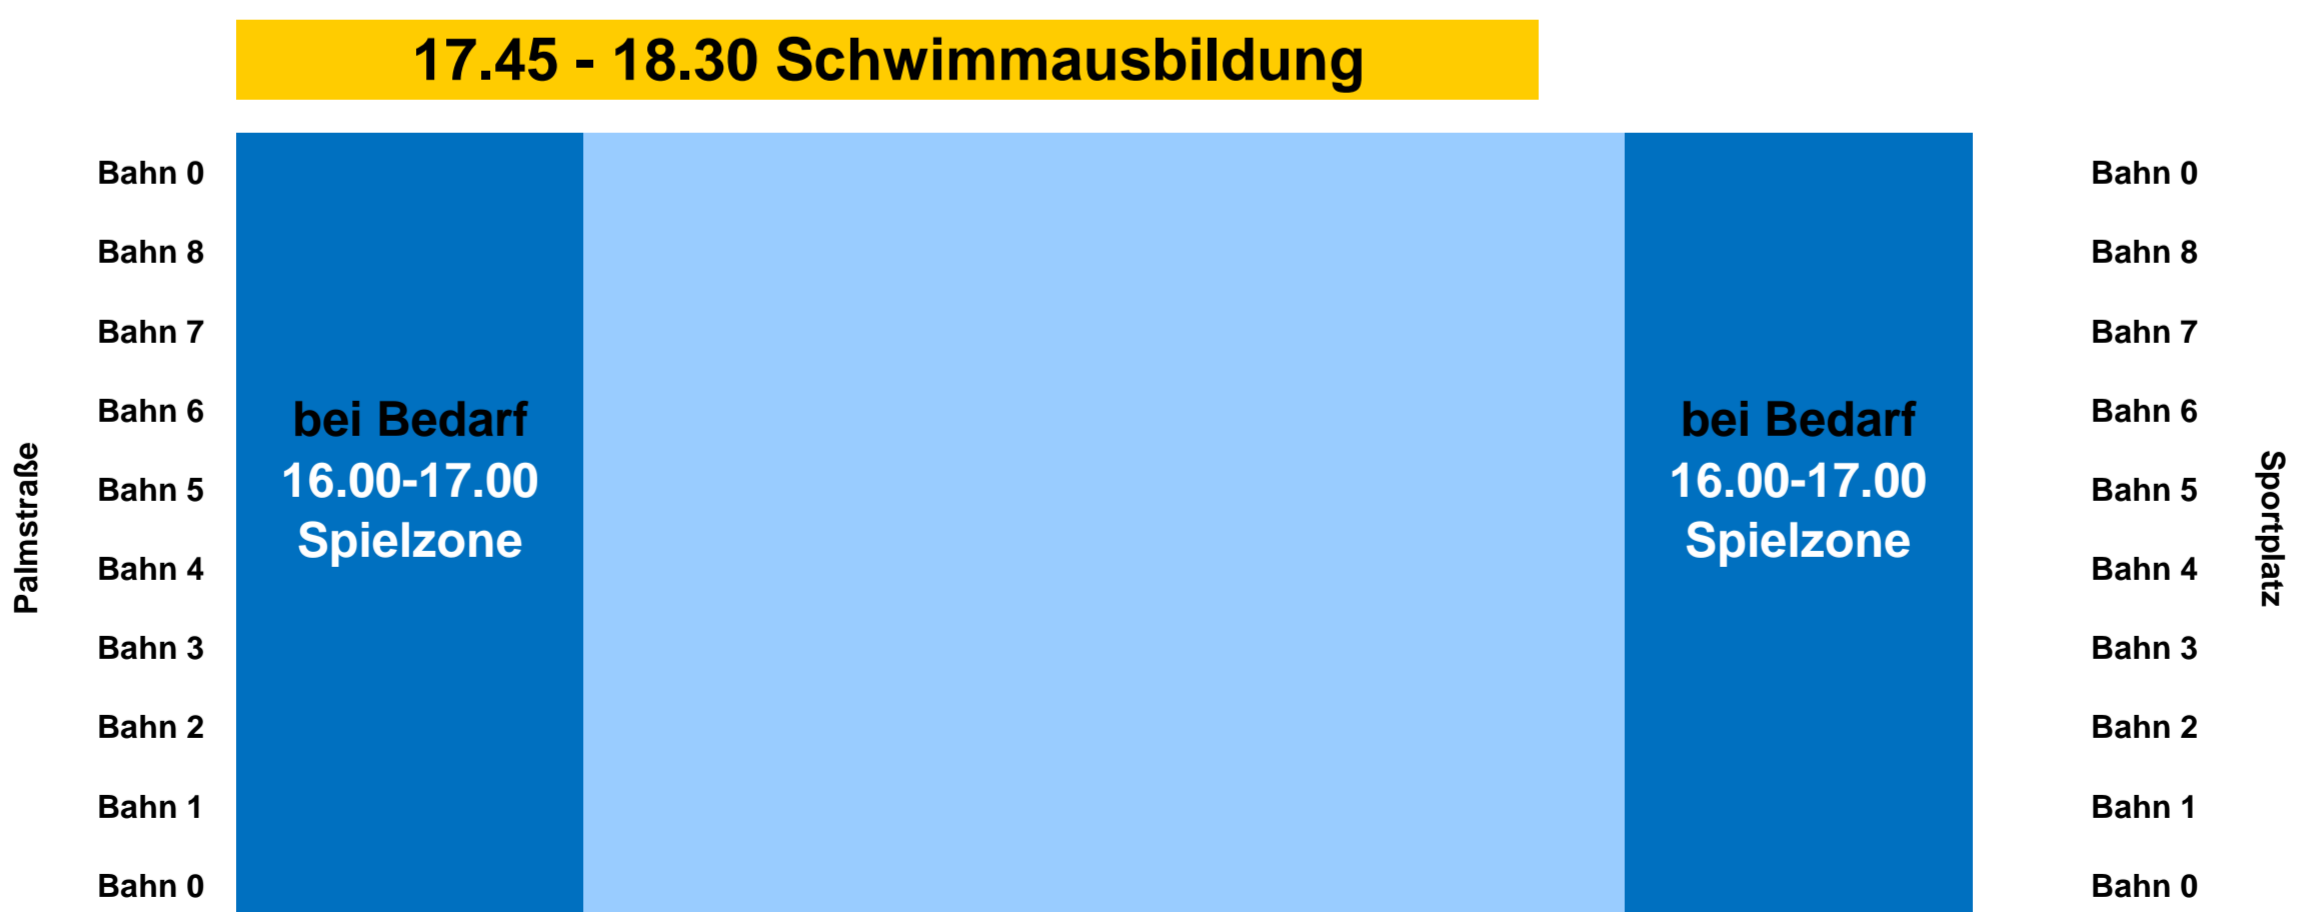 17.45 - 18.30 Schwimmausbildung
Bahn 0
Bahn 8
Bahn 7
Bahn 6
Bahn 5
Bahn 4
Bahn 3
Bahn 2
Bahn 1
Bahn 0
Palmstraße
bei Bedarf
16.00-17.00
Spielzone
bei Bedarf
16.00-17.00
Spielzone
Bahn 0
Bahn 8
Bahn 7
Bahn 6
Bahn 5
Bahn 4
Bahn 3
Bahn 2
Bahn 1
Bahn 0
Sportplatz